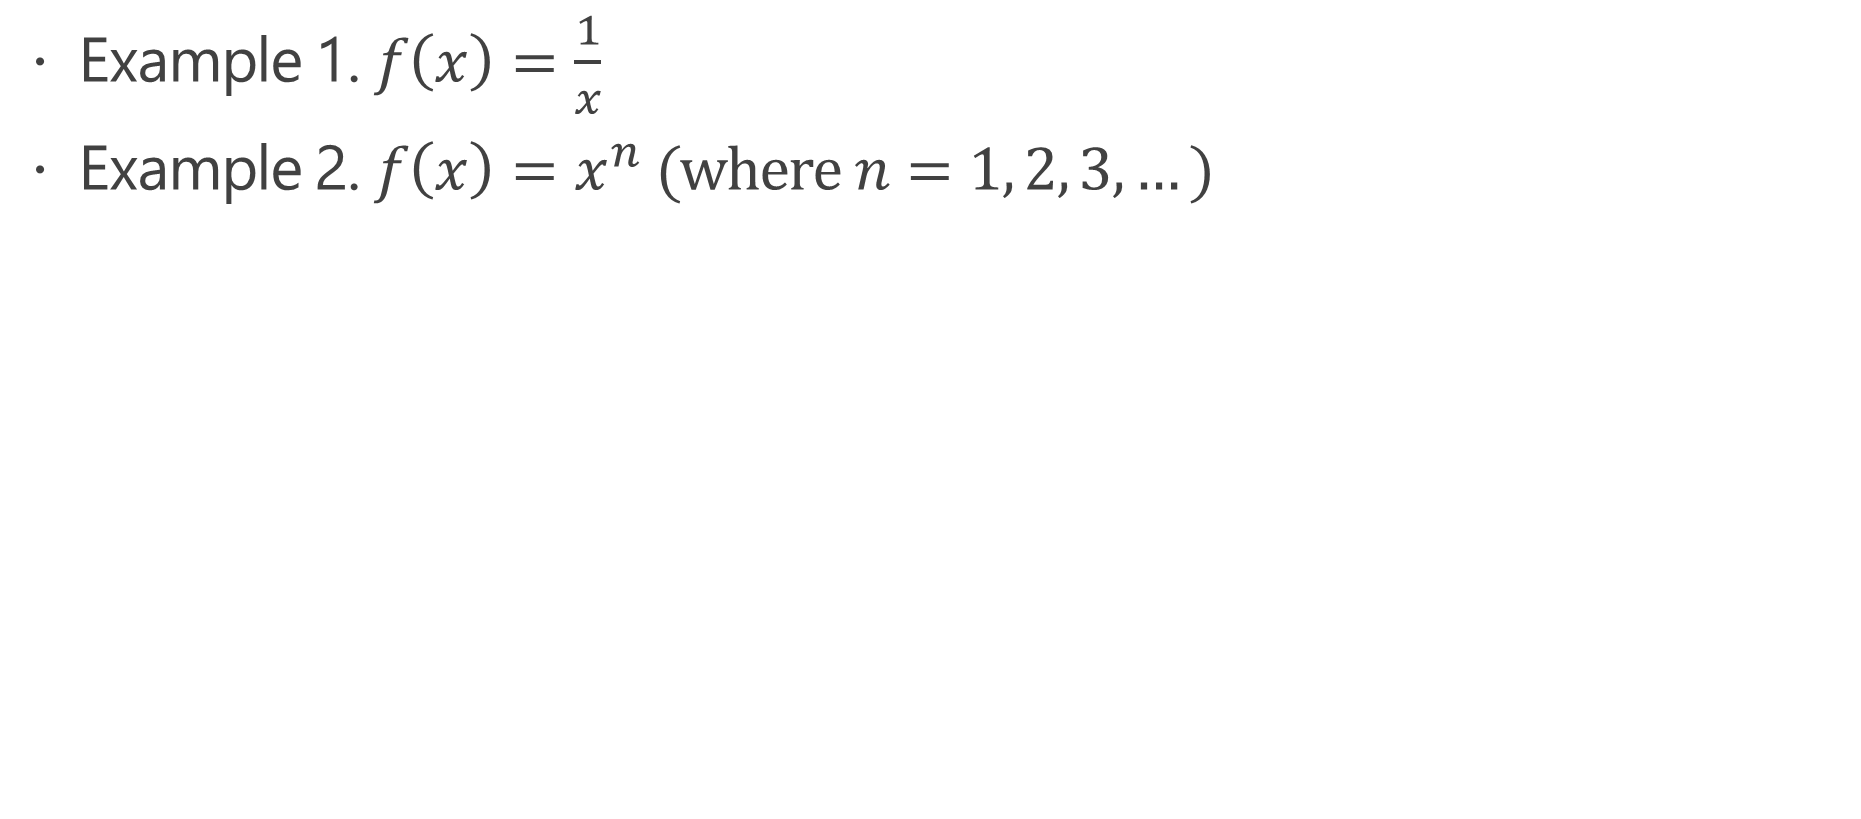 · Example 1. f(x) = 1/x
· Example 2. f(x) = xⁿ (where n = 1, 2, 3, … )